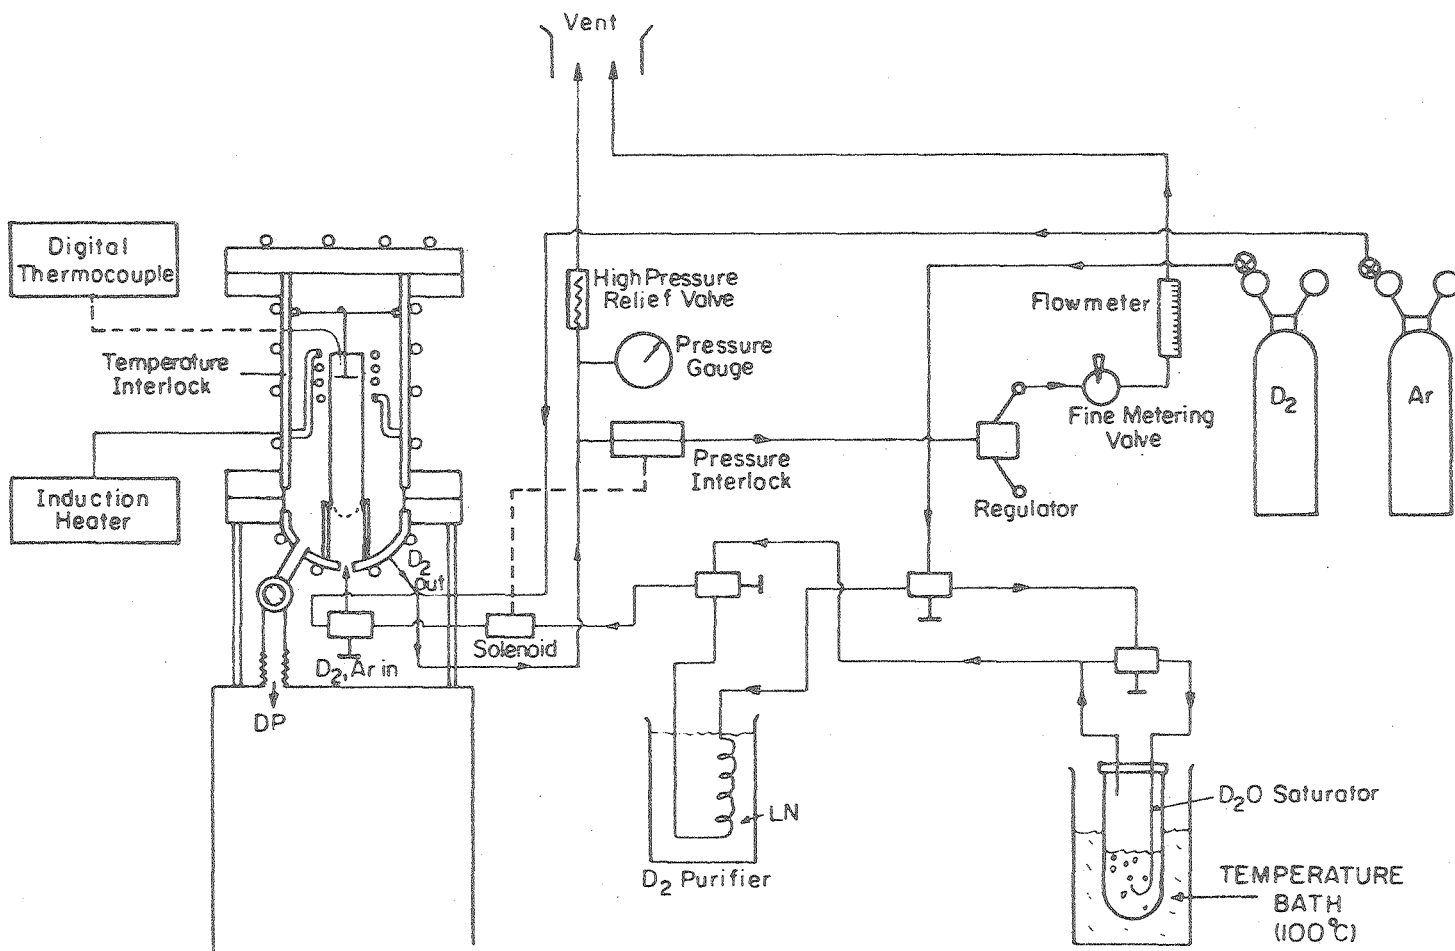 Vent
Digital
Thermocouple
High Pressure
Relief Valve
Flowmeter
Temperature
Interlock
Pressure
Gauge
D2
Ar
Fine Metering
Valve
Pressure
Interlock
Induction
Heater
Regulator
D2
out
Solenoid
D2, Ar in
DP
LN
D2O Saturator
D2 Purifier
TEMPERATURE
BATH
(100°C)